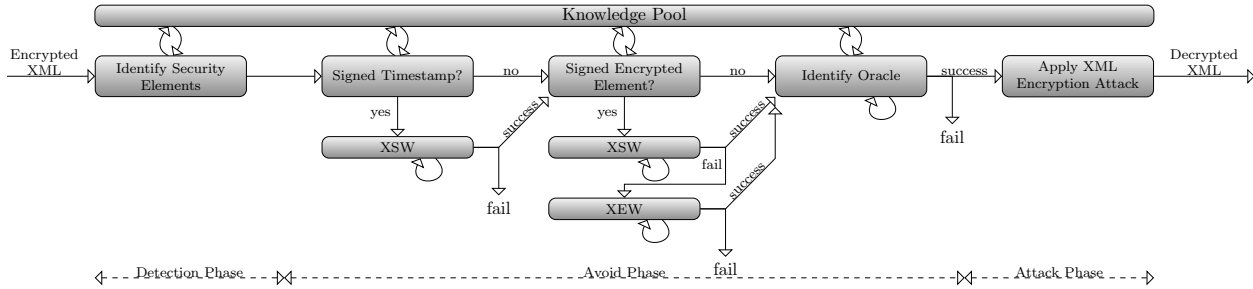 Knowledge Pool
Encrypted
XML
Identify Security
Elements
Signed Timestamp?
no
Signed Encrypted
Element?
no
Identify Oracle
success
Apply XML
Encryption Attack
Decrypted
XML
yes
success
yes
success
fail
XSW
XSW
fail
success
fail
XEW
fail
Detection Phase
Avoid Phase
Attack Phase